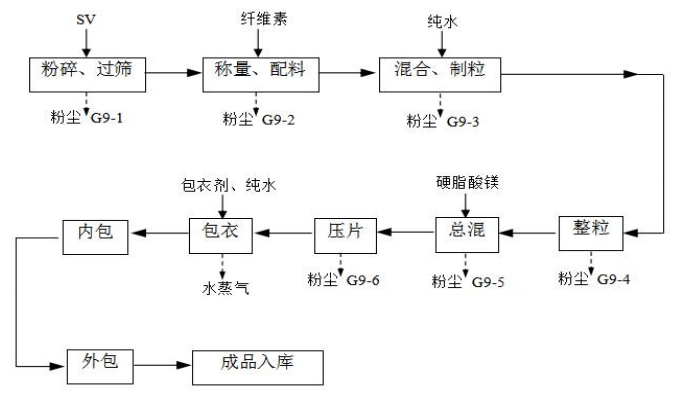 SV
纤维素
纯水
粉碎、过筛
称量、配料
混合、制粒
粉尘 G9-1
粉尘 G9-2
粉尘 G9-3
包衣剂、纯水
硬脂酸镁
内包
包衣
压片
总混
整粒
水蒸气
粉尘 G9-6
粉尘 G9-5
粉尘 G9-4
外包
成品入库